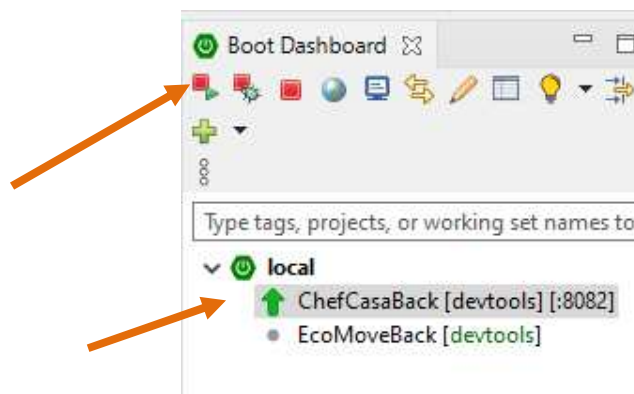 Boot Dashboard
Type tags, projects, or working set names to
local
ChefCasaBack [devtools] [:8082]
EcoMoveBack [devtools]